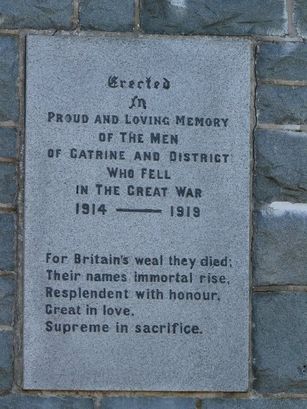 Erected
In
PROUD AND LOVING MEMORY
OF THE MEN
OF CATRINE AND DISTRICT
WHO FELL
IN THE GREAT WAR
1914 — 1919
For Britain's weal they died;
Their names immortal rise,
Resplendent with honour,
Great in love,
Supreme in sacrifice.